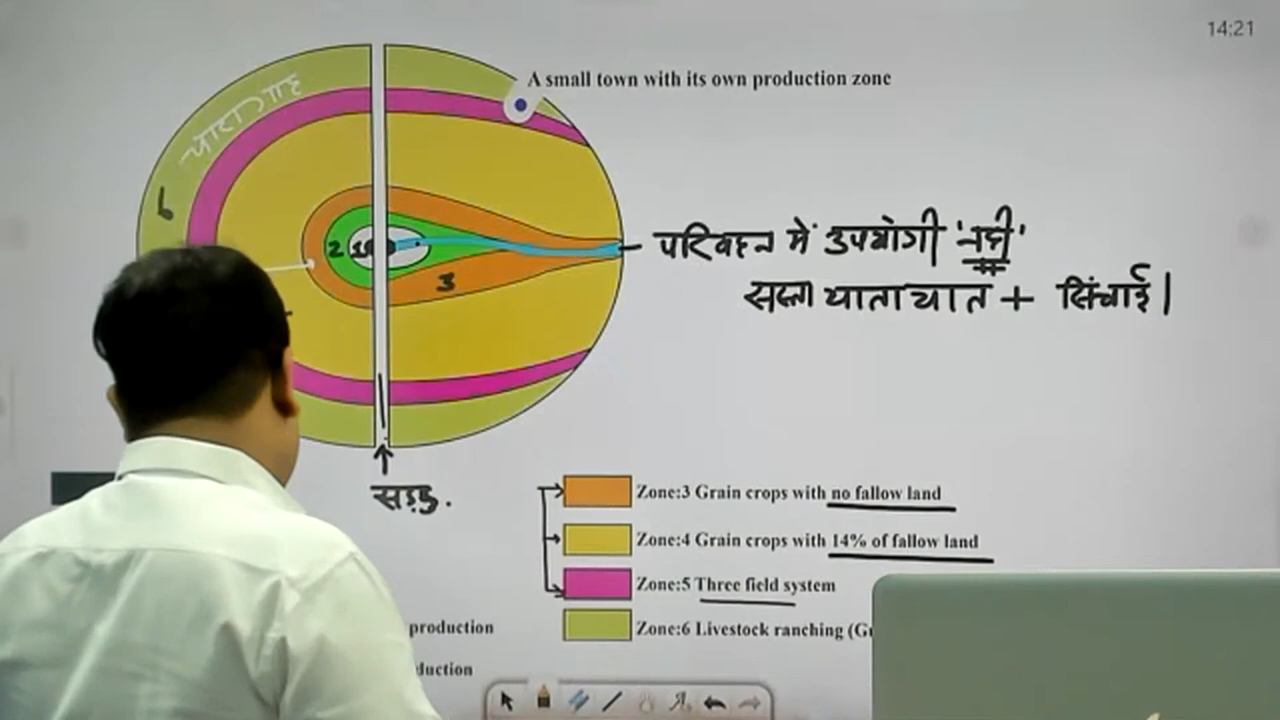 14:21
A small town with its own production zone
चारागाह
6
2
3
परिवहन में उपयोगी 'नदी'
सस्ता यातायात + सिंचाई।
सड़क.
Zone:3 Grain crops with no fallow land
Zone:4 Grain crops with 14% of fallow land
Zone:5 Three field system
Zone:6 Livestock ranching
production